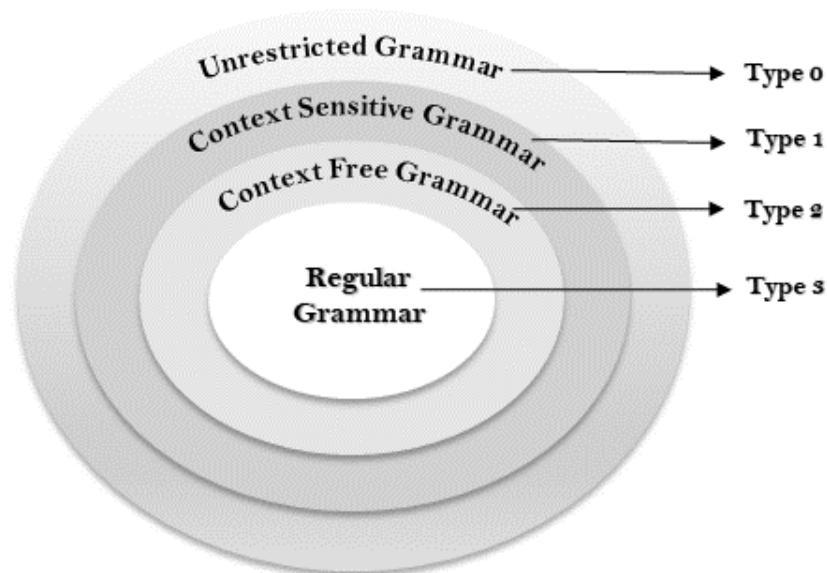 Unrestricted Grammar
Type 0
Context Sensitive Grammar
Type 1
Context Free Grammar
Type 2
Regular
Grammar
Type 3